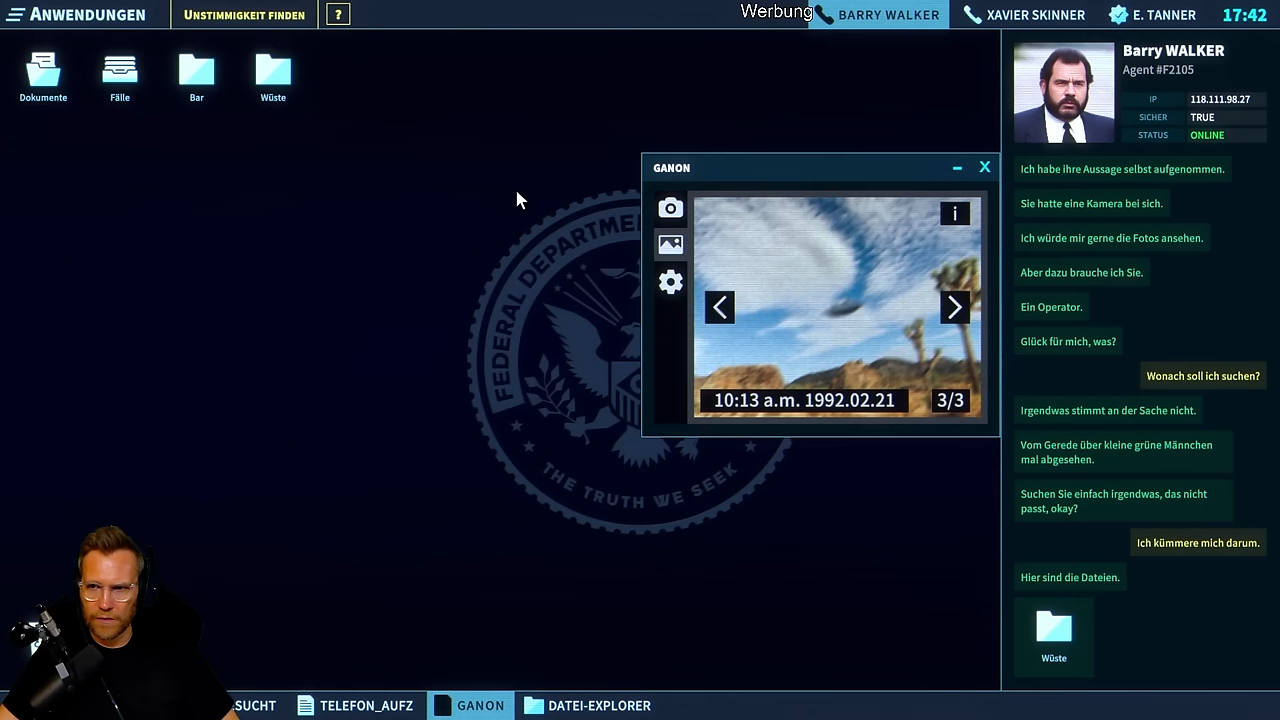 ANWENDUNGEN
UNSTIMMIGKEIT FINDEN
?
Werbung
BARRY WALKER
XAVIER SKINNER
E. TANNER
17:42
Dokumente
Fälle
Bar
Wüste
Barry WALKER
Agent #F2105
IP 118.111.98.27
SICHER TRUE
STATUS ONLINE
GANON
i
10:13 a.m. 1992.02.21
3/3
FEDERAL DEPARTMEN
THE TRUTH WE SEEK
Ich habe ihre Aussage selbst aufgenommen.
Sie hatte eine Kamera bei sich.
Ich würde mir gerne die Fotos ansehen.
Aber dazu brauche ich Sie.
Ein Operator.
Glück für mich, was?
Wonach soll ich suchen?
Irgendwas stimmt an der Sache nicht.
Vom Gerede über kleine grüne Männchen
mal abgesehen.
Suchen Sie einfach irgendwas, das nicht
passt, okay?
Ich kümmere mich darum.
Hier sind die Dateien.
Wüste
SUCHT
TELEFON_AUFZ
GANON
DATEI-EXPLORER